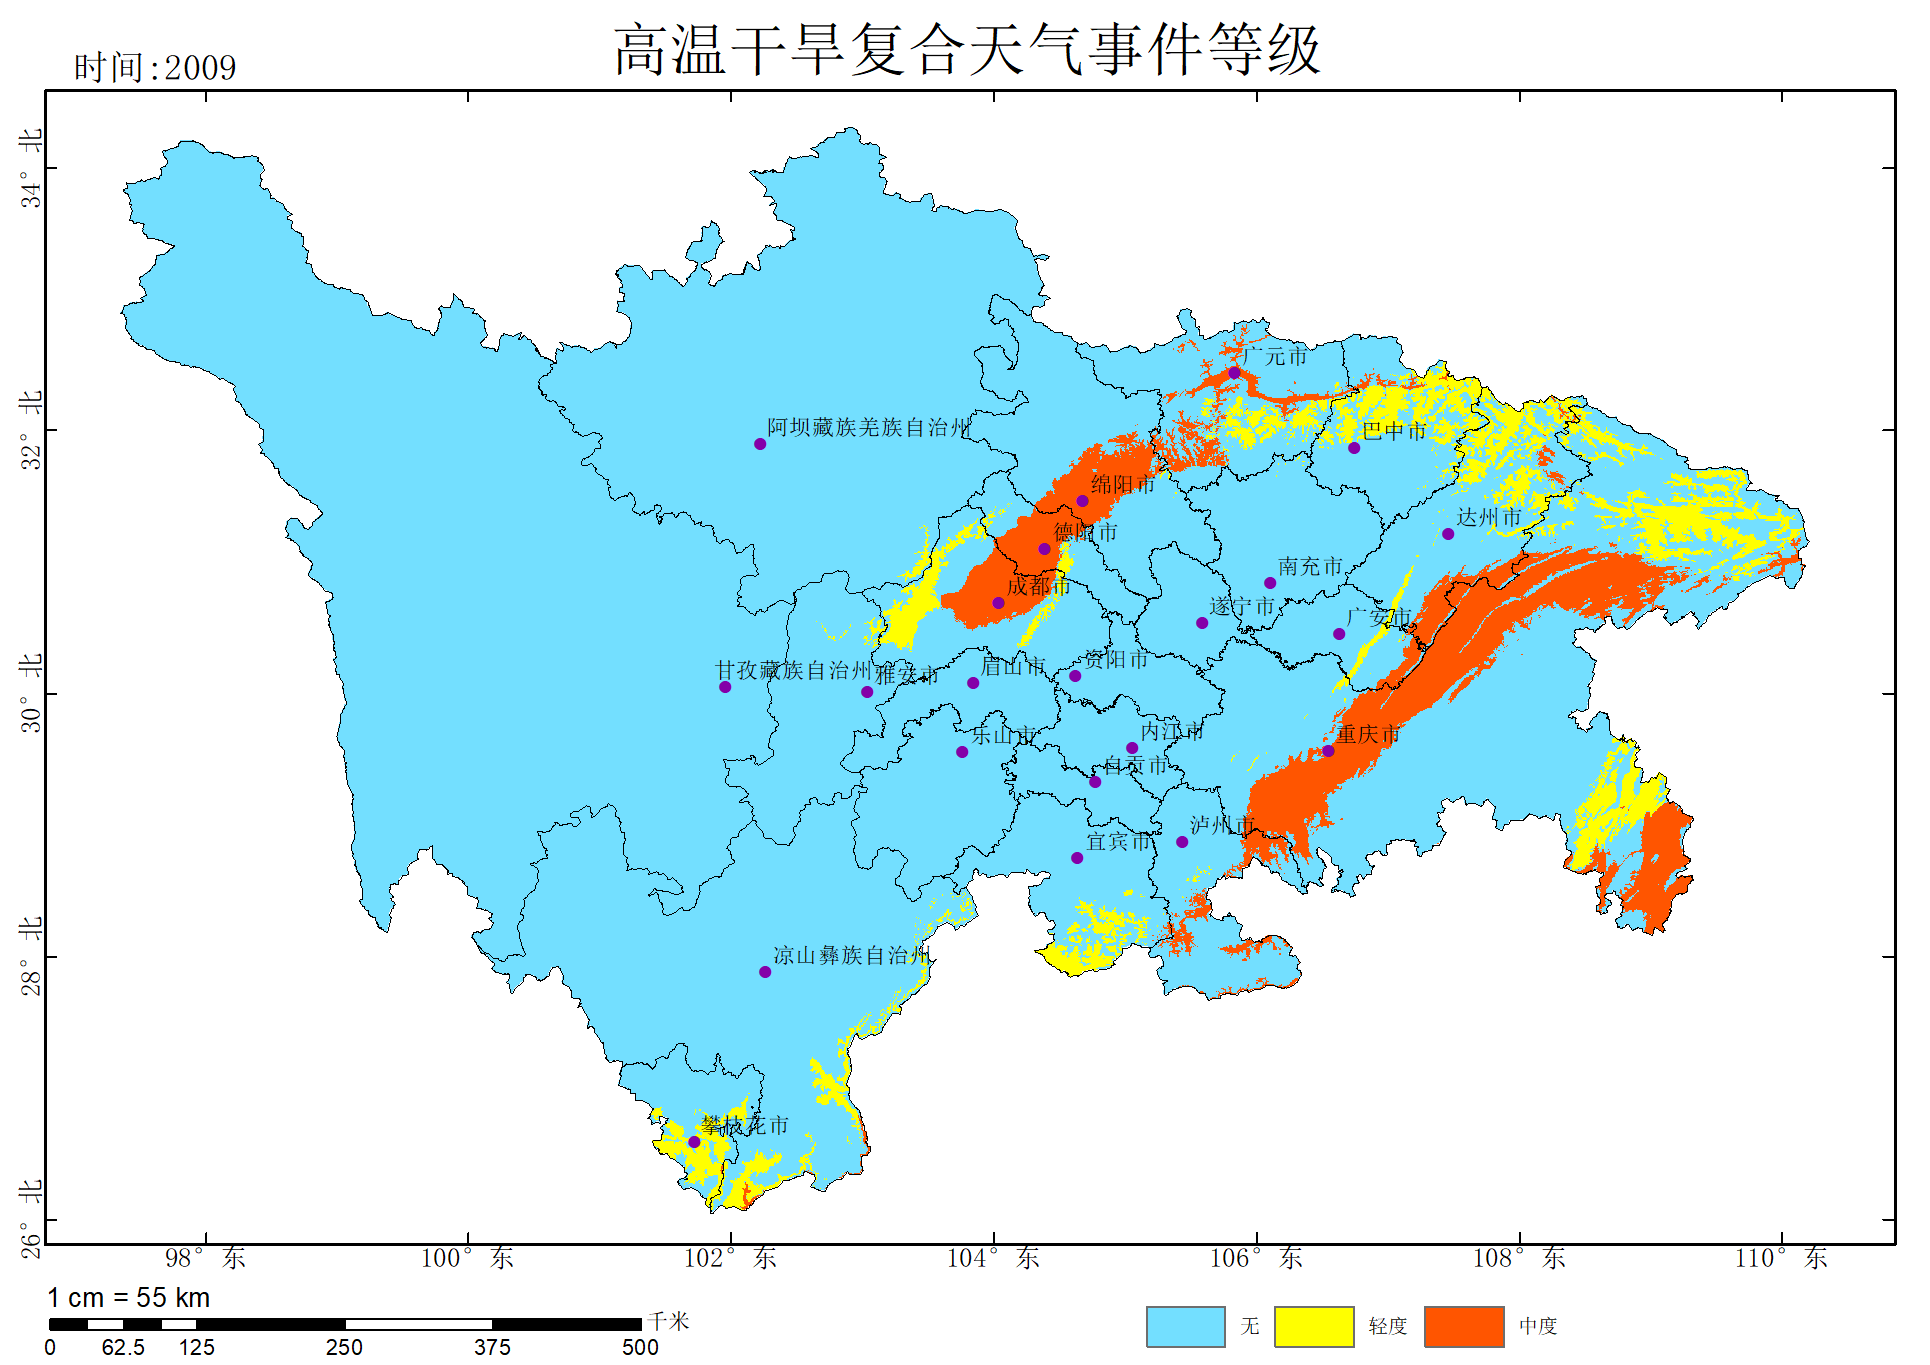 高温干旱复合天气事件等级
时间:2009
34° 北
32° 北
30° 北
28° 北
26° 北
广元市
阿坝藏族羌族自治州
巴中市
绵阳市
达州市
德阳市
南充市
成都市
遂宁市
广安市
甘孜藏族自治州
雅安市
眉山市
资阳市
乐山市
内江市
重庆市
自贡市
泸州市
宜宾市
凉山彝族自治州
攀枝花市
98° 东
100° 东
102° 东
104° 东
106° 东
108° 东
110° 东
1 cm = 55 km
千米
0 62.5 125 250 375 500
无 轻度 中度